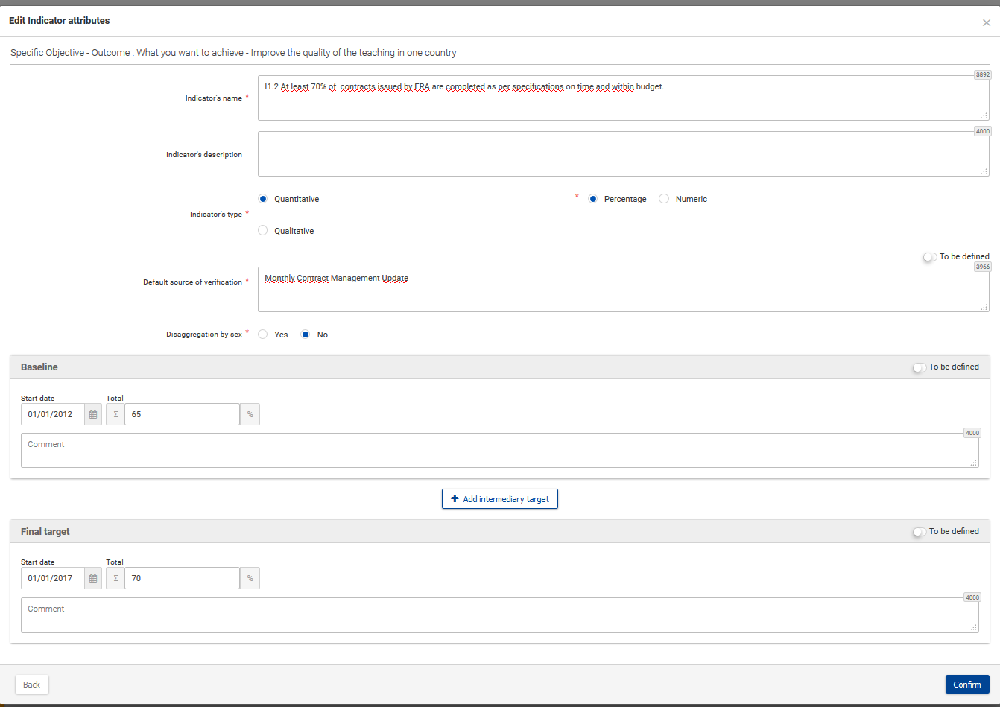 Edit Indicator attributes
×
Specific Objective - Outcome : What you want to achieve - Improve the quality of the teaching in one country
3892
Indicator's name *
I1.2 At least 70% of  contracts issued by ERA are completed as per specifications on time and within budget.
4000
Indicator's description
Indicator's type *
Quantitative
* Percentage Numeric
Qualitative
To be defined
3966
Default source of verification *
Monthly Contract Management Update
Disaggregation by sex * Yes No
Baseline To be defined
Start date Total
01/01/2012 Σ 65 %
4000
Comment
+ Add intermediary target
Final target To be defined
Start date Total
01/01/2017 Σ 70 %
4000
Comment
Back Confirm